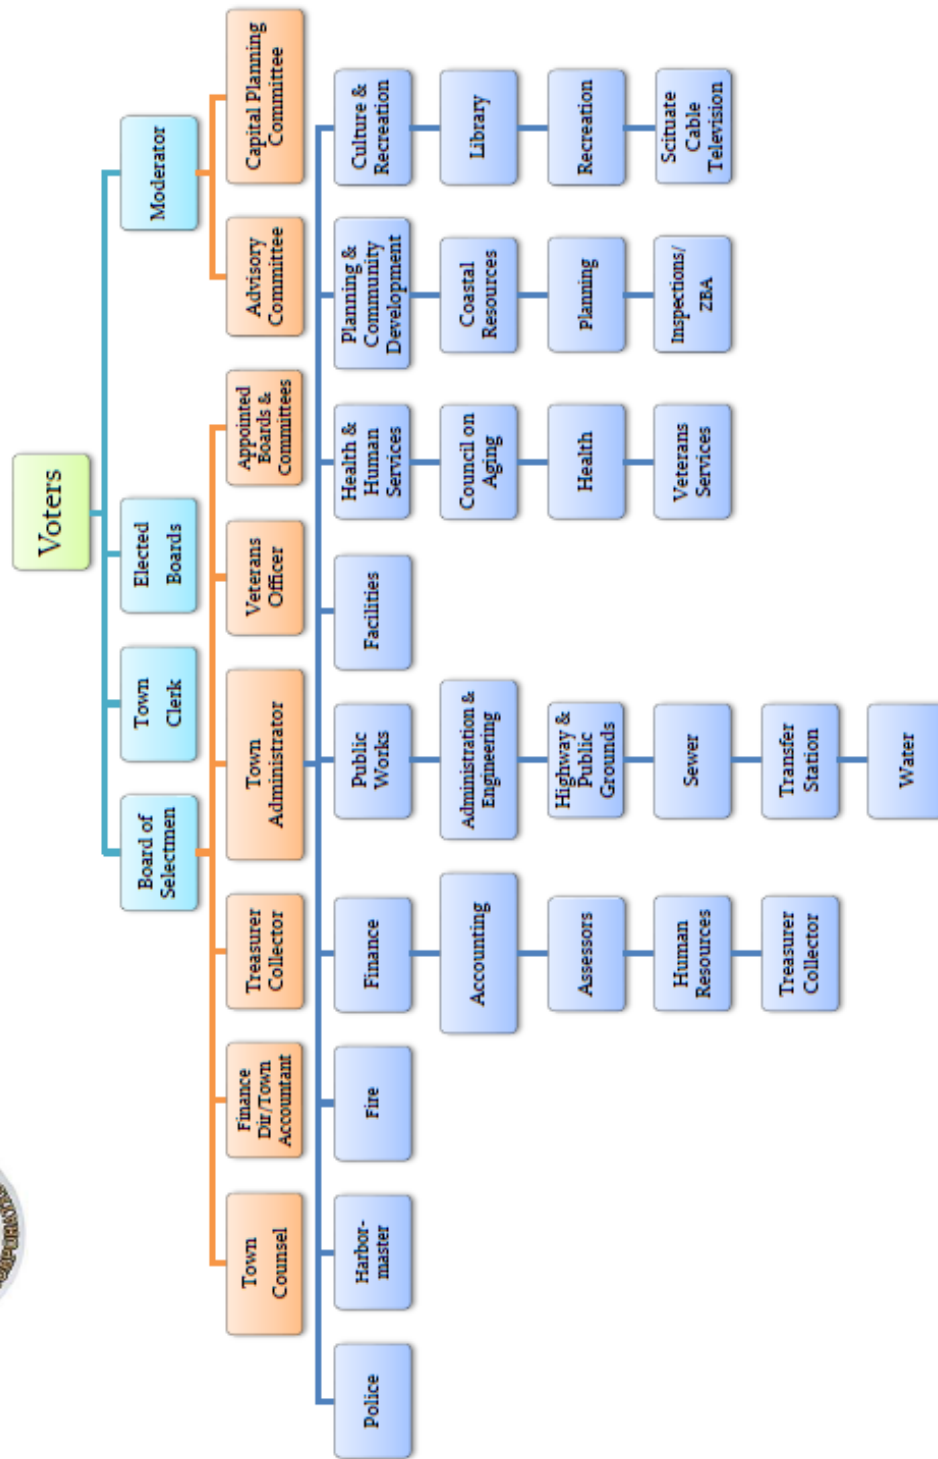 Voters
Board of
Selectmen
Town
Clerk
Elected
Boards
Moderator
Town
Counsel
Finance
Dir/Town
Accountant
Treasurer
Collector
Town
Administrator
Veterans
Officer
Appointed
Boards &
Committees
Advisory
Committee
Capital Planning
Committee
Police
Harbor-
master
Fire
Finance
Public
Works
Facilities
Health &
Human
Services
Planning &
Community
Development
Culture &
Recreation
Accounting
Administration &
Engineering
Council on
Aging
Coastal
Resources
Library
Assessors
Highway &
Public
Grounds
Health
Planning
Recreation
Human
Resources
Sewer
Veterans
Services
Inspections/
ZBA
Scituate
Cable
Television
Treasurer
Collector
Transfer
Station
Water